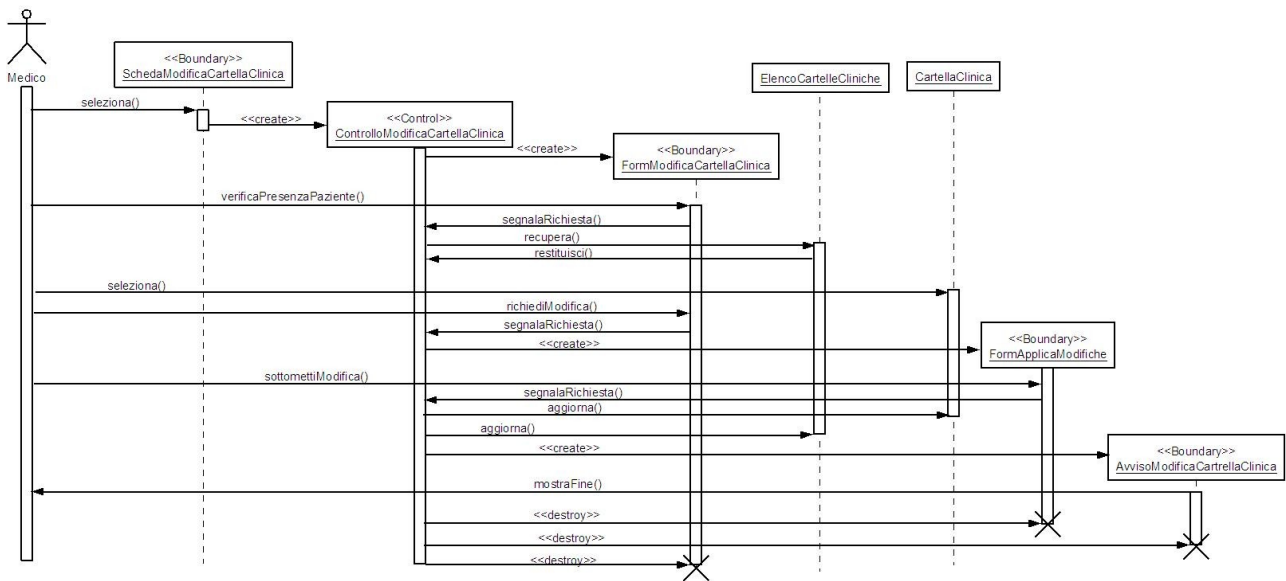 Medico
<<Boundary>>
SchedaModificaCartellaClinica
ElencoCartelleCliniche
CartellaClinica
seleziona()
<<create>>
<<Control>>
ControlloModificaCartellaClinica
<<create>>
<<Boundary>>
FormModificaCartellaClinica
verificaPresenzaPaziente()
segnalaRichiesta()
recupera()
restituisci()
seleziona()
richiediModifica()
segnalaRichiesta()
<<create>>
<<Boundary>>
FormApplicaModifiche
sottomettiModifica()
segnalaRichiesta()
aggiorna()
aggiorna()
<<create>>
<<Boundary>>
AvvisoModificaCartrellaClinica
mostraFine()
<<destroy>>
<<destroy>>
<<destroy>>